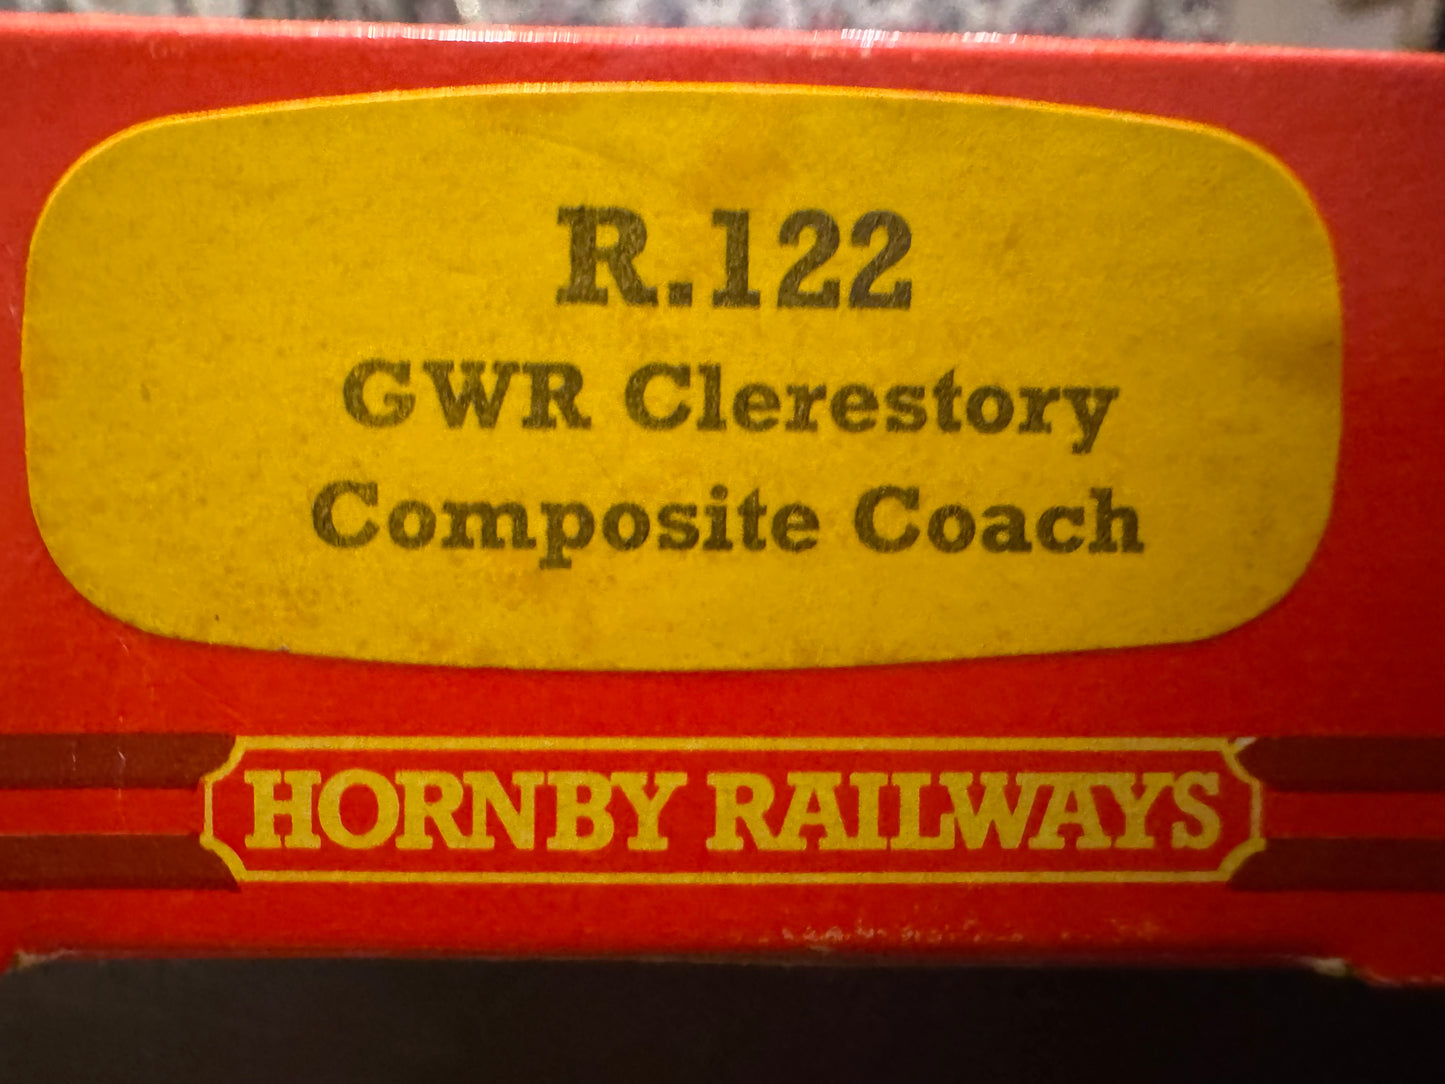 R.122
GWR Clerestory
Composite Coach
HORNBY RAILWAYS